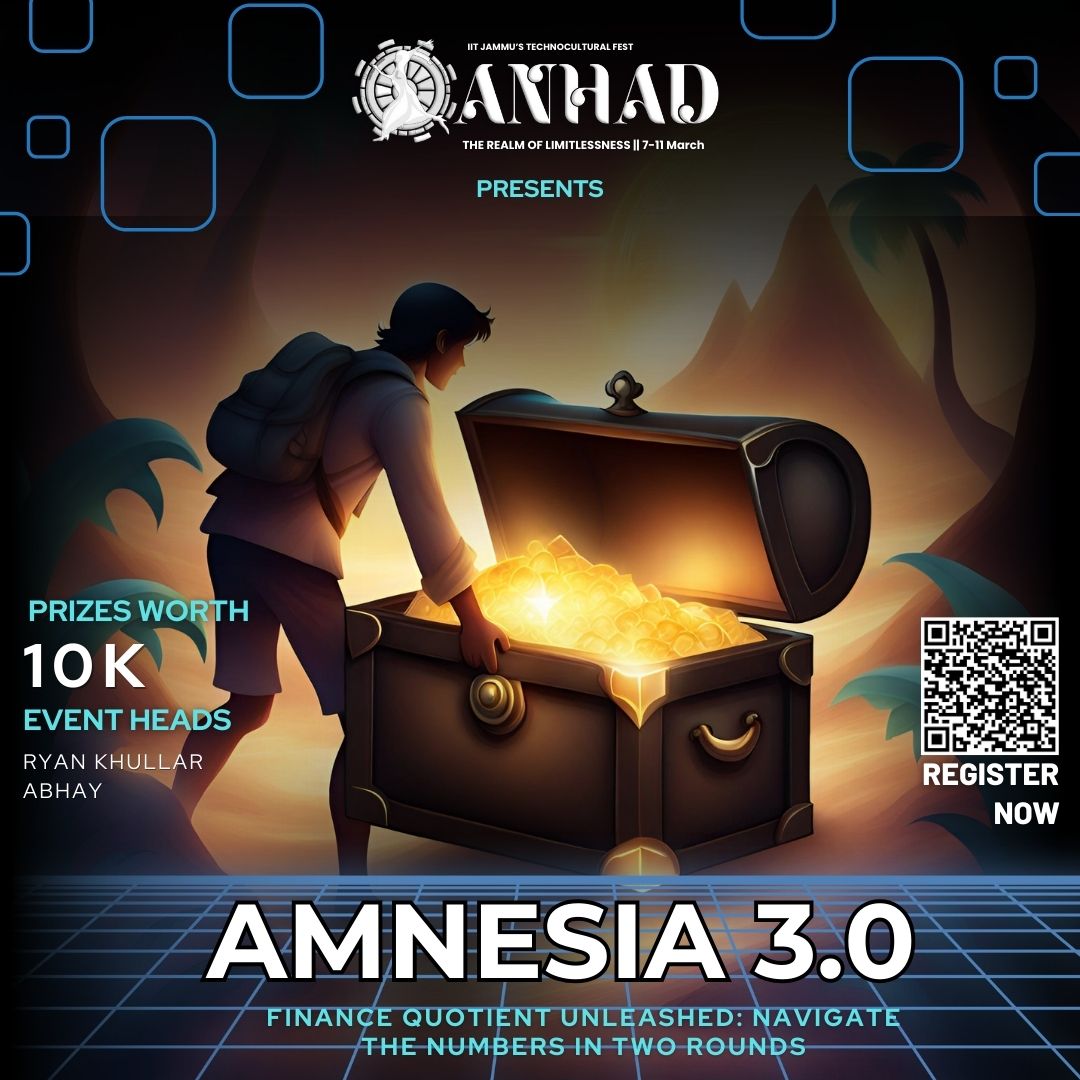 IIT JAMMU'S TECHNOCULTURAL FEST
ANHAD
THE REALM OF LIMITLESSNESS || 7-11 March
PRESENTS
PRIZES WORTH
10K
EVENT HEADS
RYAN KHULLAR
ABHAY
REGISTER
NOW
AMNESIA 3.0
FINANCE QUOTIENT UNLEASHED: NAVIGATE
THE NUMBERS IN TWO ROUNDS